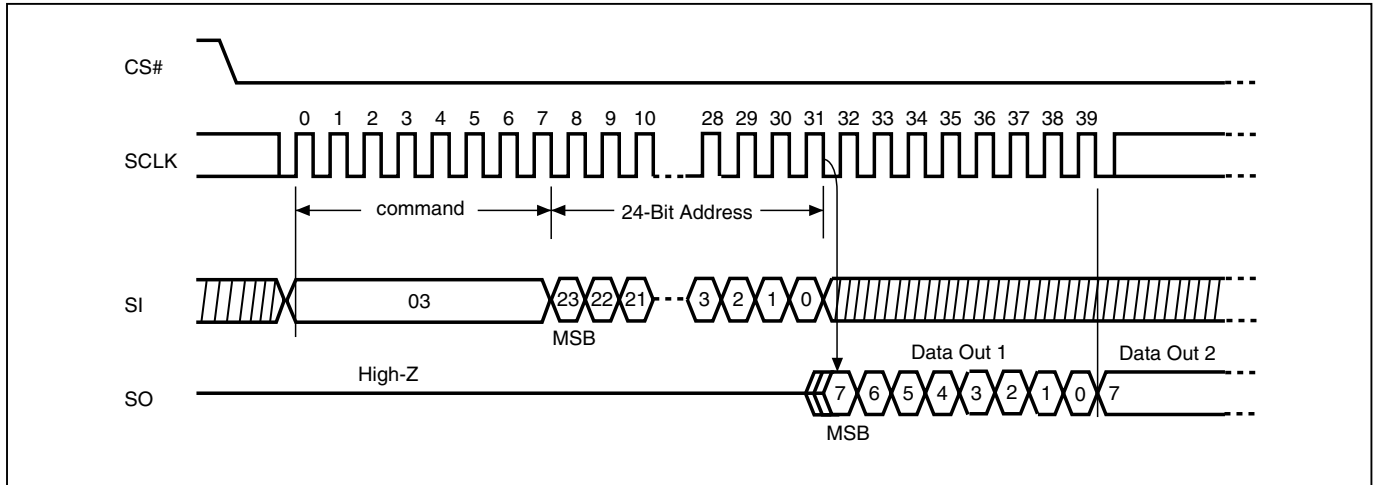 CS#
0 1 2 3 4 5 6 7 8 9 10 28 29 30 31 32 33 34 35 36 37 38 39
SCLK
command 24-Bit Address
SI 03 23 22 21 3 2 1 0
MSB
Data Out 1 Data Out 2
High-Z
SO 7 6 5 4 3 2 1 0 7
MSB